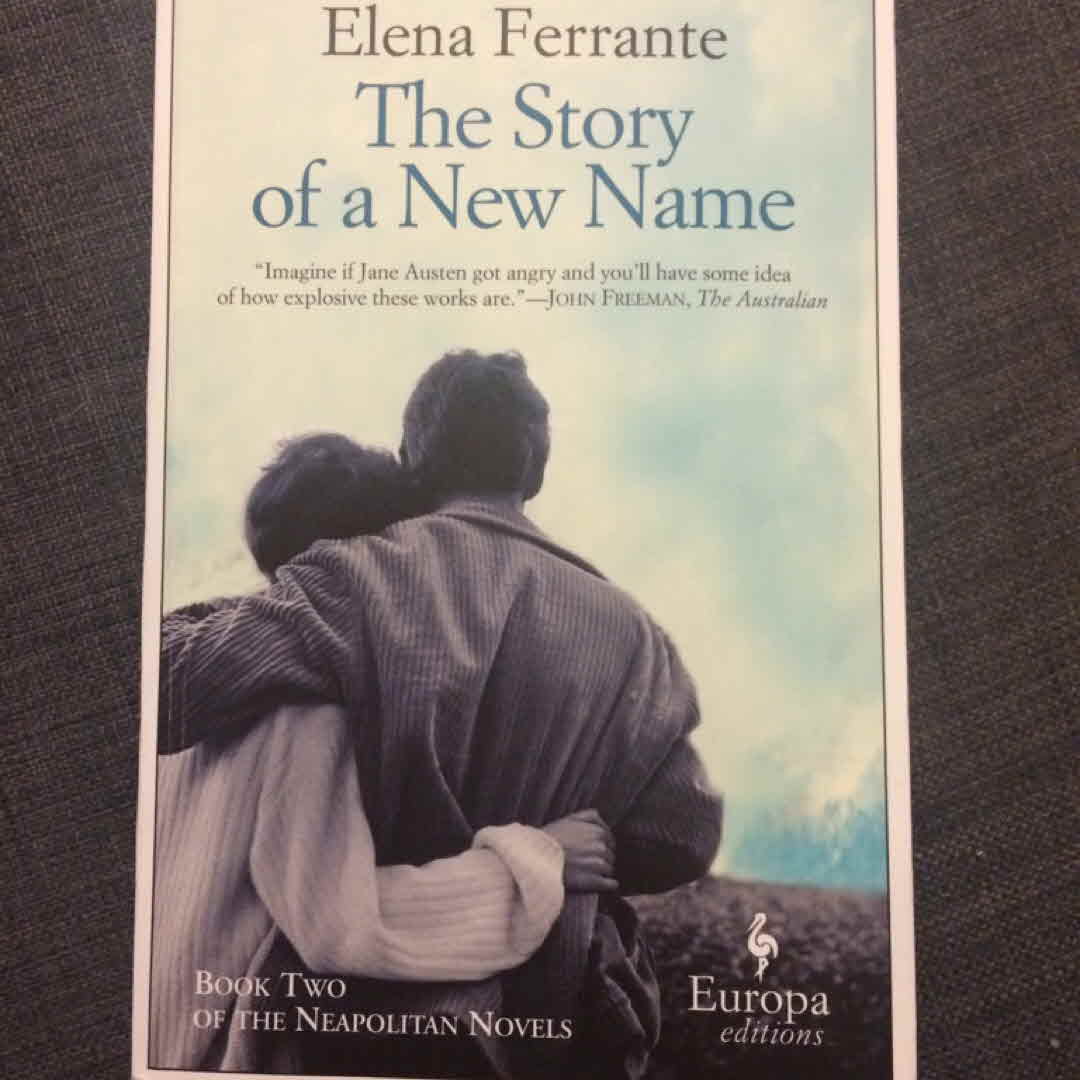 Elena Ferrante
The Story
of a New Name
“Imagine if Jane Austen got angry and you’ll have some idea
of how explosive these works are.”—JOHN FREEMAN, The Australian
BOOK TWO
OF THE NEAPOLITAN NOVELS
Europa
editions